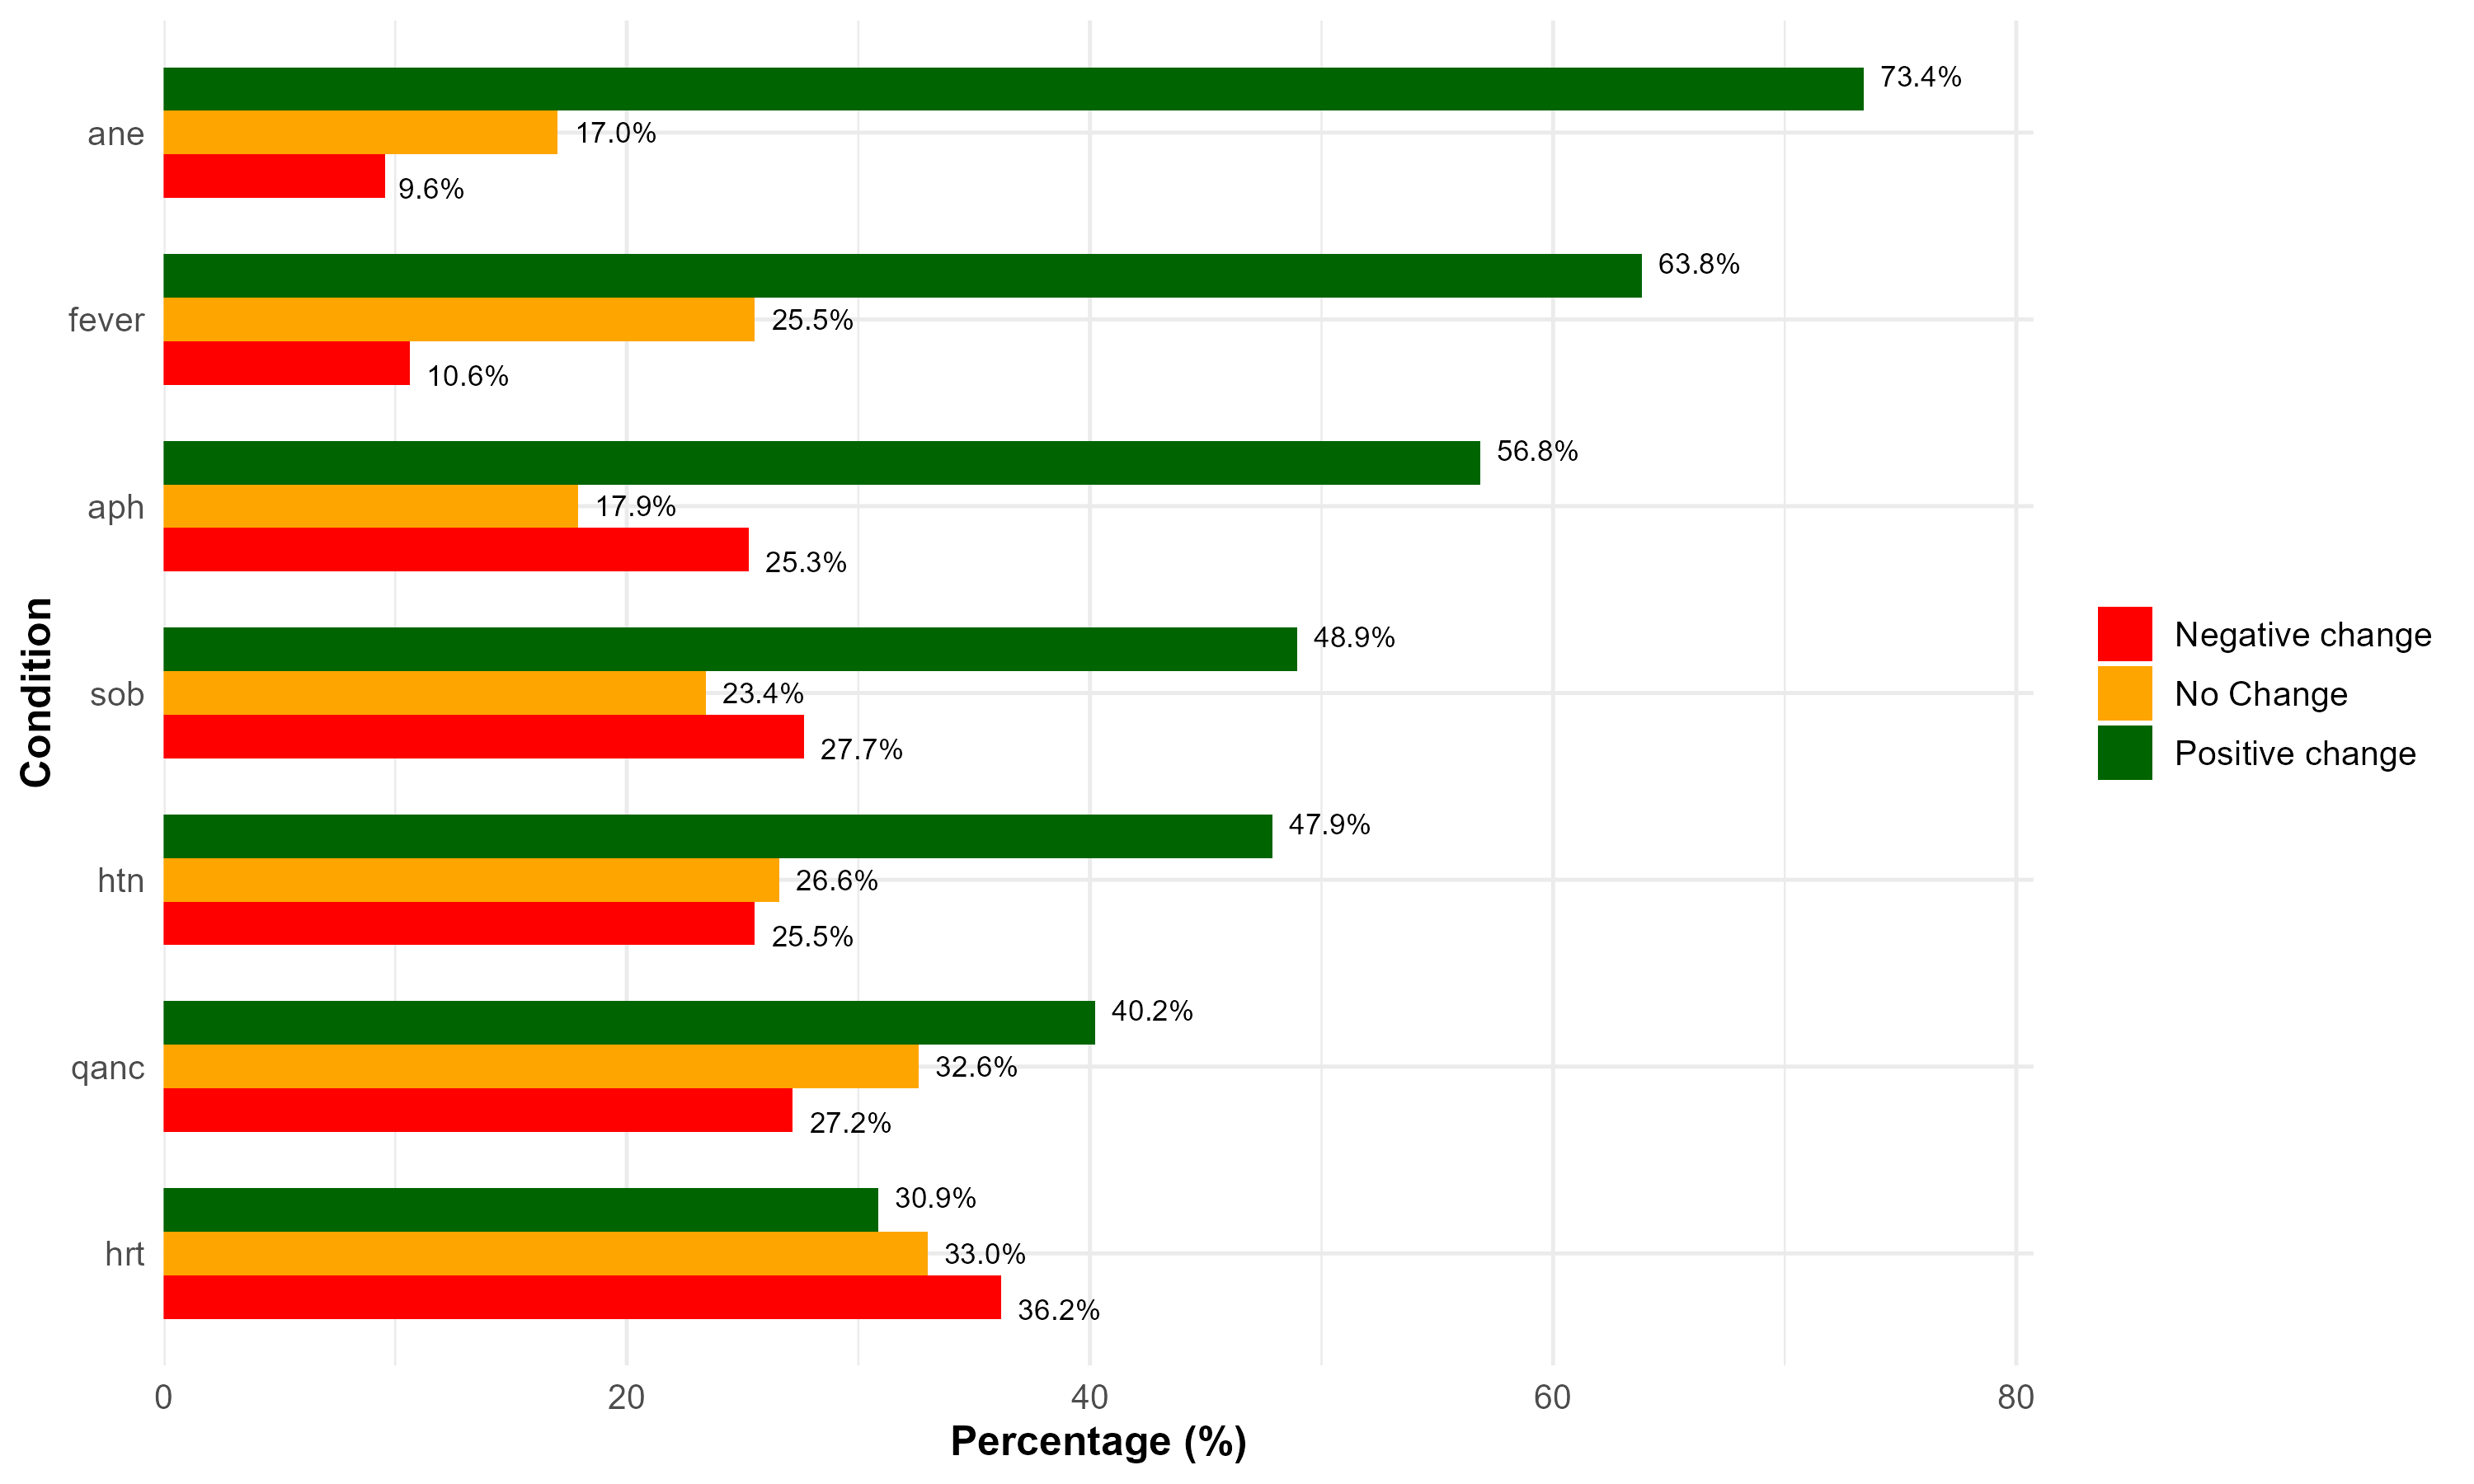 Condition
ane
73.4%
17.0%
9.6%
fever
63.8%
25.5%
10.6%
aph
56.8%
17.9%
25.3%
sob
48.9%
23.4%
27.7%
htn
47.9%
26.6%
25.5%
qanc
40.2%
32.6%
27.2%
hrt
30.9%
33.0%
36.2%
0 20 40 60 80
Percentage (%)
Negative change
No Change
Positive change